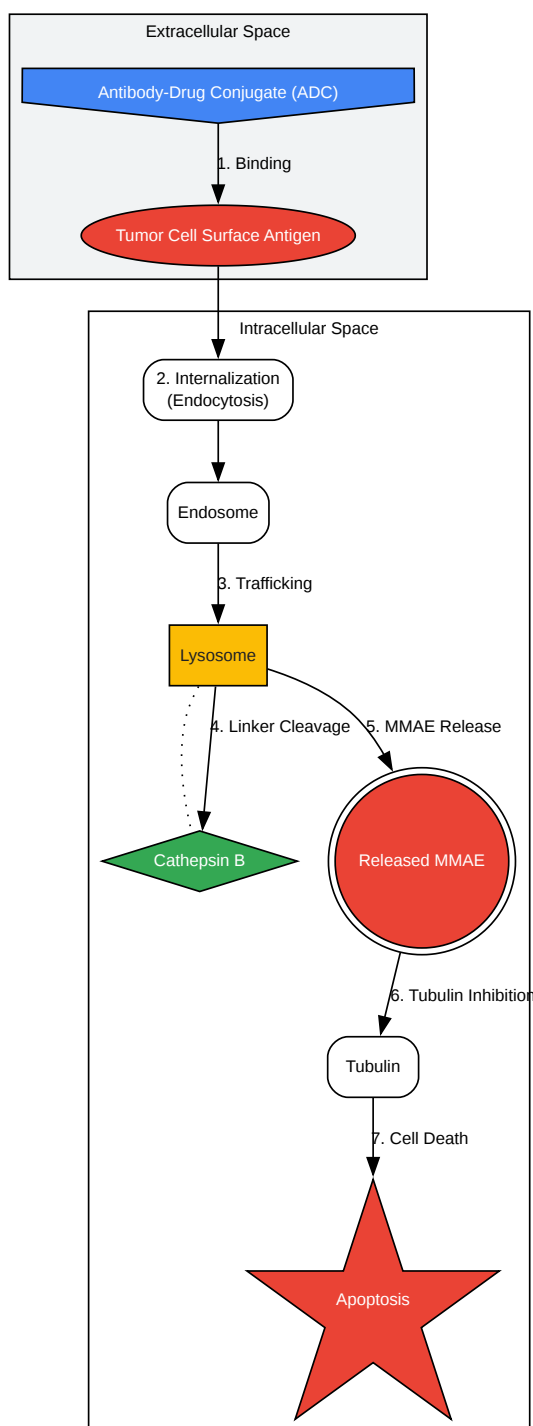 Extracellular Space
Antibody-Drug Conjugate (ADC)
1. Binding
Tumor Cell Surface Antigen
Intracellular Space
2. Internalization
(Endocytosis)
Endosome
3. Trafficking
Lysosome
4. Linker Cleavage
5. MMAE Release
Cathepsin B
Released MMAE
6. Tubulin Inhibition
Tubulin
7. Cell Death
Apoptosis